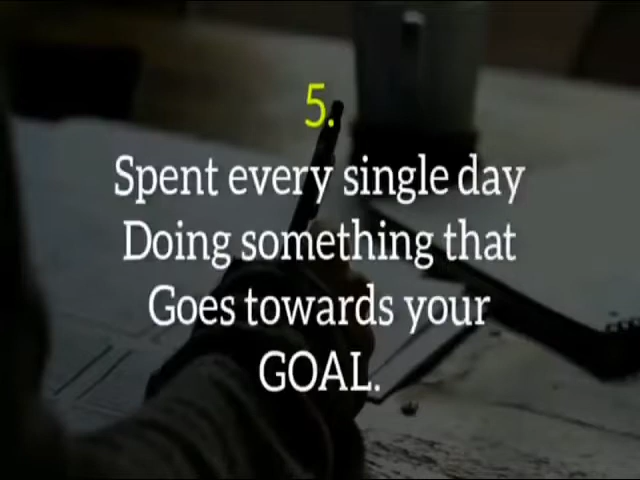 5.
Spent every single day
Doing something that
Goes towards your
GOAL.